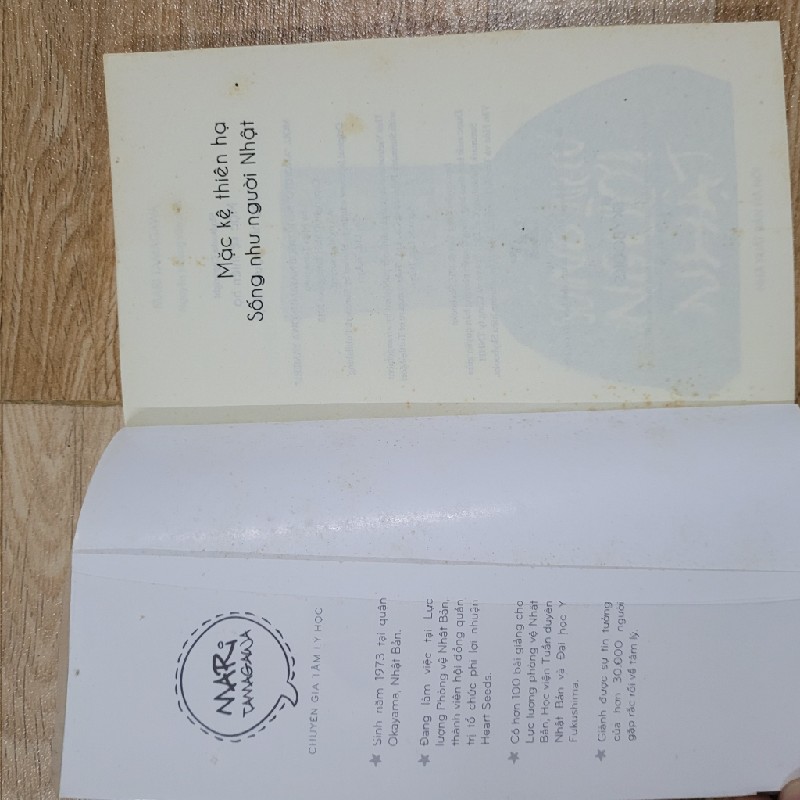 MARI
TAMAGAWA
CHUYÊN GIA TÂM LÝ HỌC
Sinh năm 1973 tại quận
Okayama, Nhật Bản.
Đang làm việc tại Lực
lượng Phòng vệ Nhật Bản,
thành viên hội đồng quản
trị tổ chức phi lợi nhuận
Heart Seeds.
Có hơn 100 bài giảng cho
Lực lượng phòng vệ Nhật
Bản, Học viện Tuần duyên
Nhật Bản và Đại học Y
Fukushima.
Giành được sự tin tưởng
của hơn 30.000 người
gặp rắc rối về tâm lý.
Mặc kệ thiên hạ
Sống như người Nhật